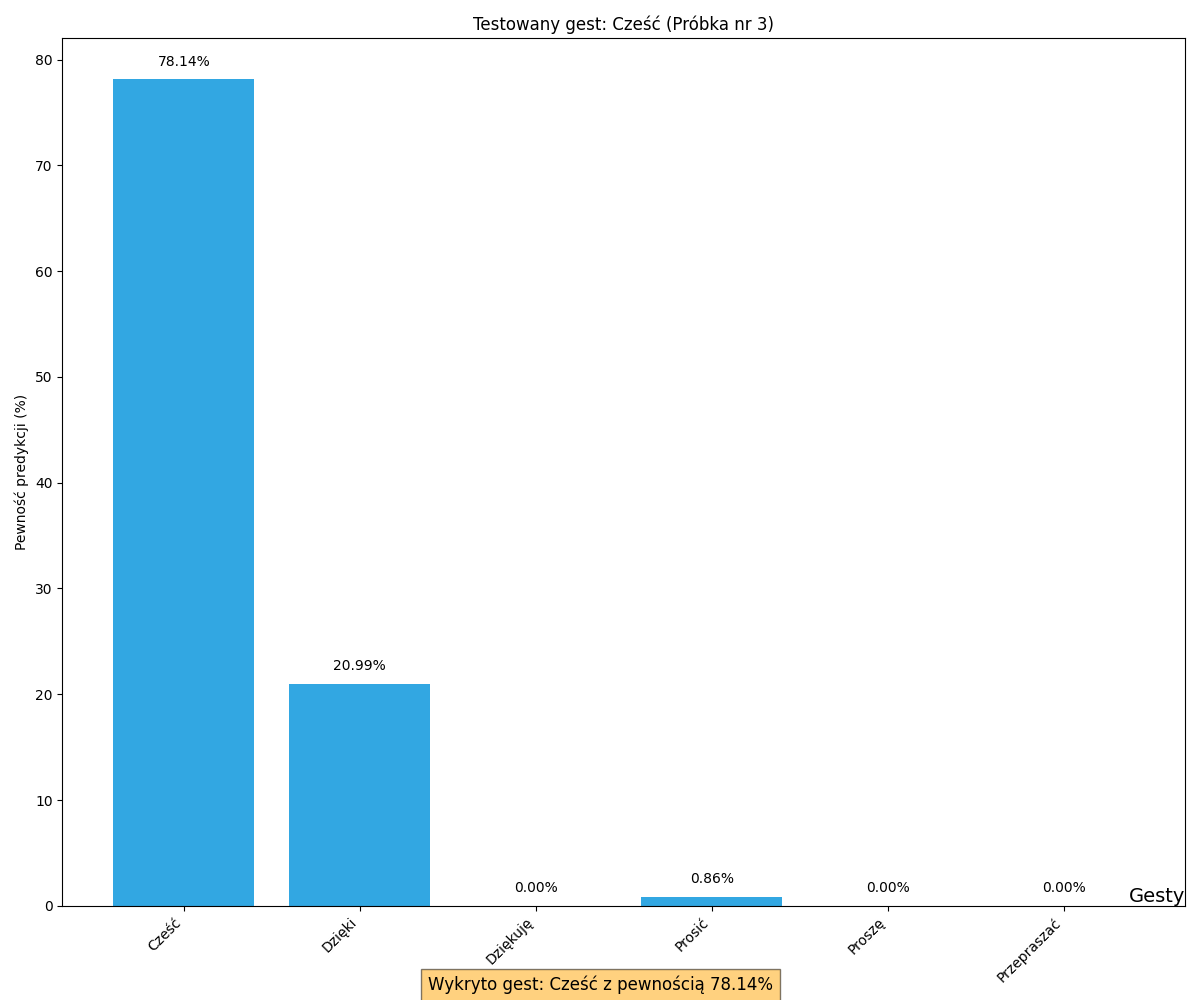 Testowany gest: Cześć (Próbka nr 3)
80
70
60
50
40
30
20
10
0
Pewność predykcji (%)
78.14%
20.99%
0.00%
0.86%
0.00%
0.00%
Gesty
Cześć
Dzięki
Dziękuję
Prosić
Proszę
Przepraszać
Wykryto gest: Cześć z pewnością 78.14%